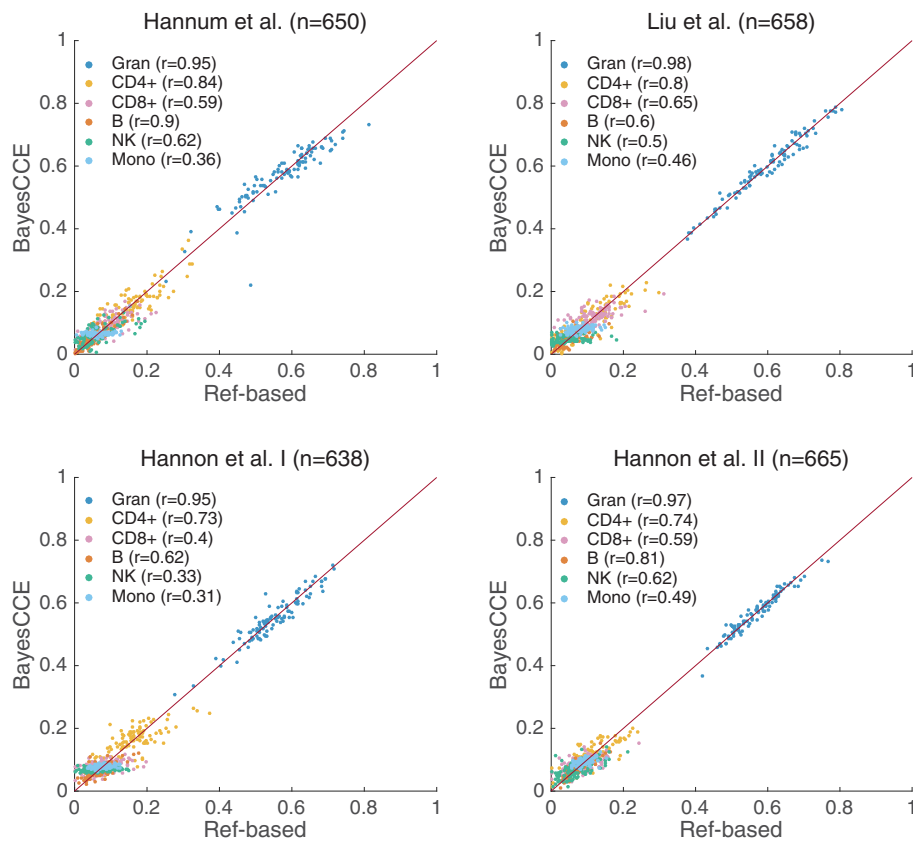 Hannum et al. (n=650)
1
0.8
0.6
0.4
0.2
0
BayesCCE
Gran (r=0.95)
CD4+ (r=0.84)
CD8+ (r=0.59)
B (r=0.9)
NK (r=0.62)
Mono (r=0.36)
0 0.2 0.4 0.6 0.8 1
Ref-based
Liu et al. (n=658)
1
0.8
0.6
0.4
0.2
0
BayesCCE
Gran (r=0.98)
CD4+ (r=0.8)
CD8+ (r=0.65)
B (r=0.6)
NK (r=0.5)
Mono (r=0.46)
0 0.2 0.4 0.6 0.8 1
Ref-based
Hannon et al. I (n=638)
1
0.8
0.6
0.4
0.2
0
BayesCCE
Gran (r=0.95)
CD4+ (r=0.73)
CD8+ (r=0.4)
B (r=0.62)
NK (r=0.33)
Mono (r=0.31)
0 0.2 0.4 0.6 0.8 1
Ref-based
Hannon et al. II (n=665)
1
0.8
0.6
0.4
0.2
0
BayesCCE
Gran (r=0.97)
CD4+ (r=0.74)
CD8+ (r=0.59)
B (r=0.81)
NK (r=0.62)
Mono (r=0.49)
0 0.2 0.4 0.6 0.8 1
Ref-based